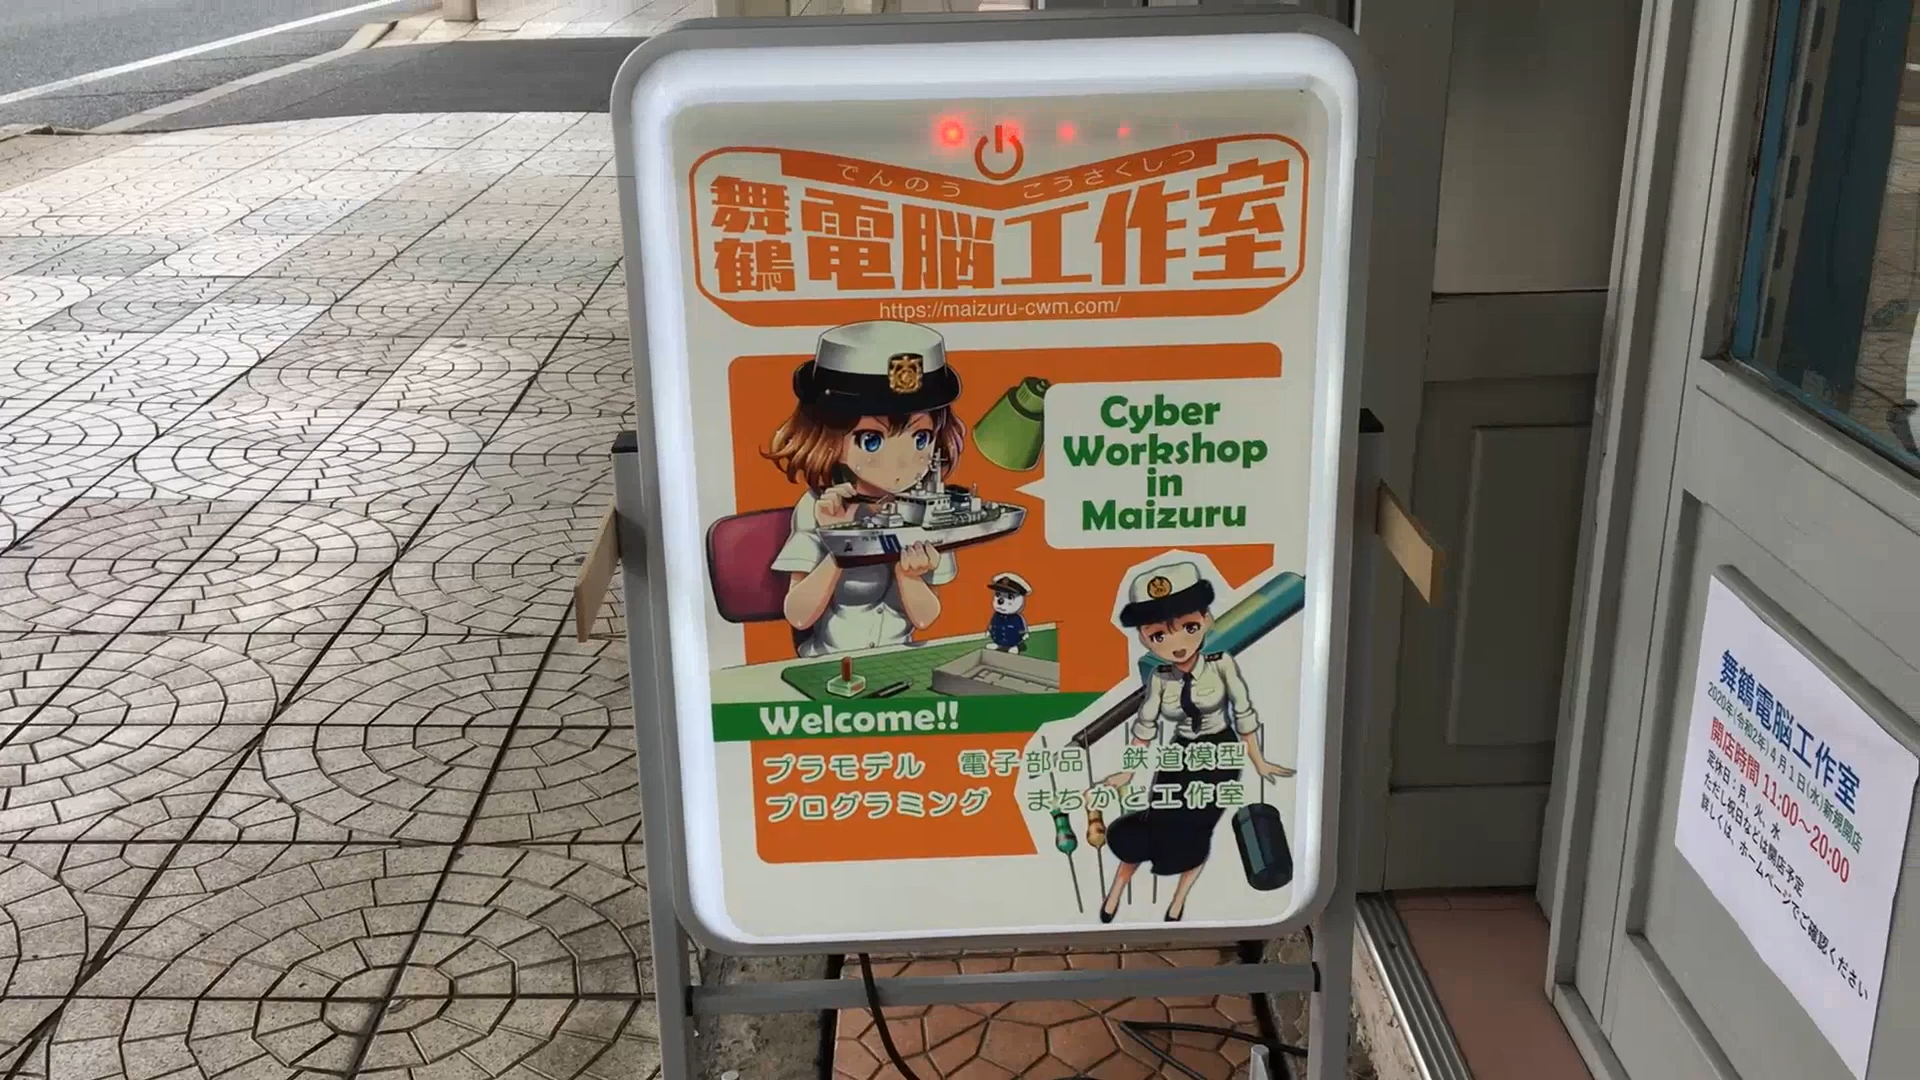 でんのう こうさくしつ
舞鶴電脳工作室
https://maizuru-cwm.com/
Cyber
Workshop
in
Maizuru
Welcome!!
プラモデル 電子部品 鉄道模型
プログラミング まちかど工作室
舞鶴電脳工作室
2020年(令和2年)4月1日(水)新規開店
開店時間 11:00～20:00
定休日：月、火、水
ただし祝日などは開店予定
詳しくは、ホームページでご確認ください